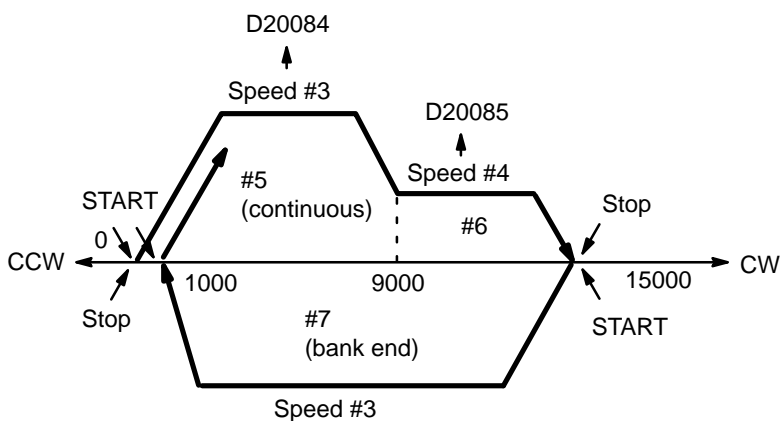 D20084
Speed #3
D20085
Speed #4
#5
(continuous)
START
#6
Stop
0
CCW
CW
1000
9000
15000
Stop
#7
(bank end)
START
Speed #3